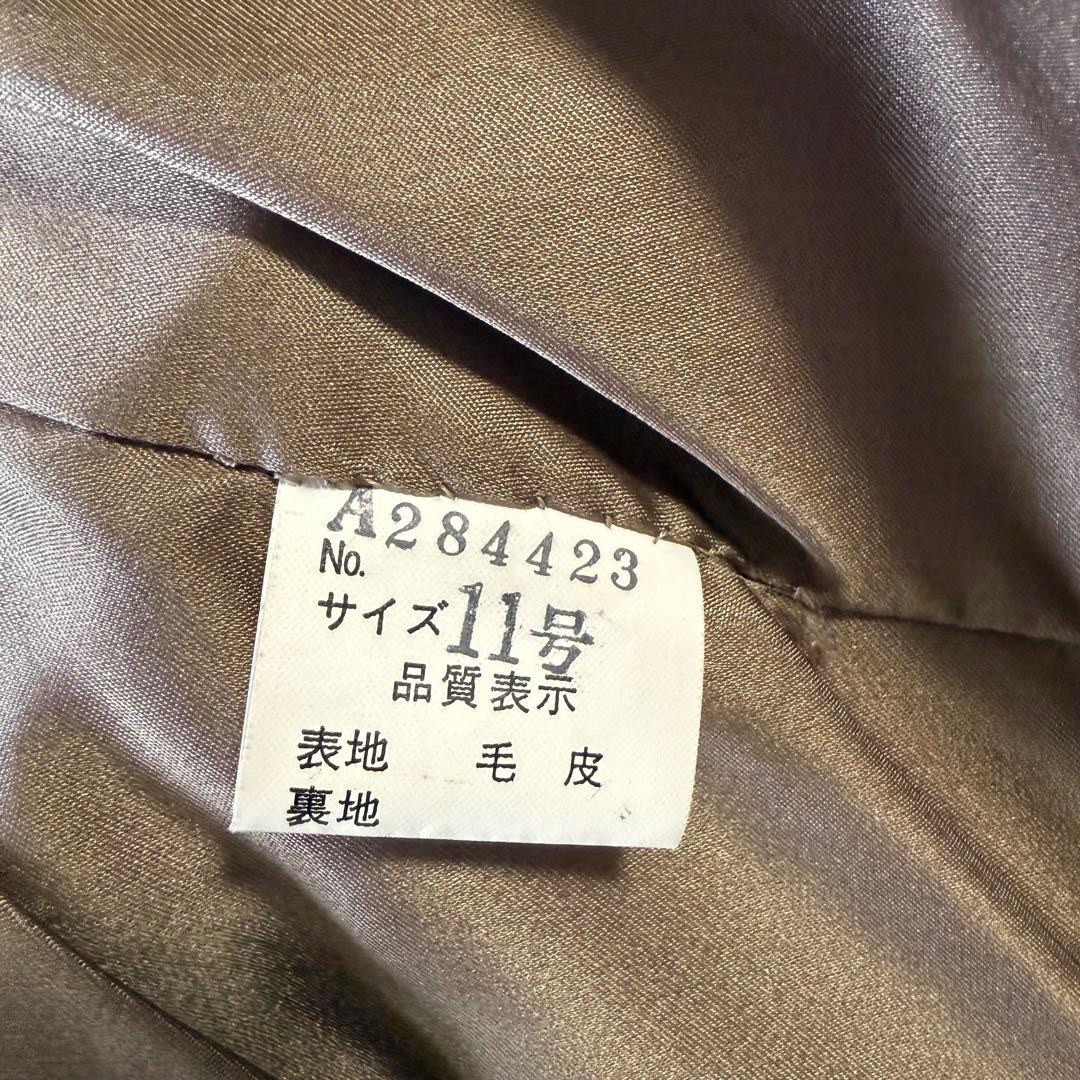 A284423
No.
サイズ 11号
品質表示
表地 毛皮
裏地